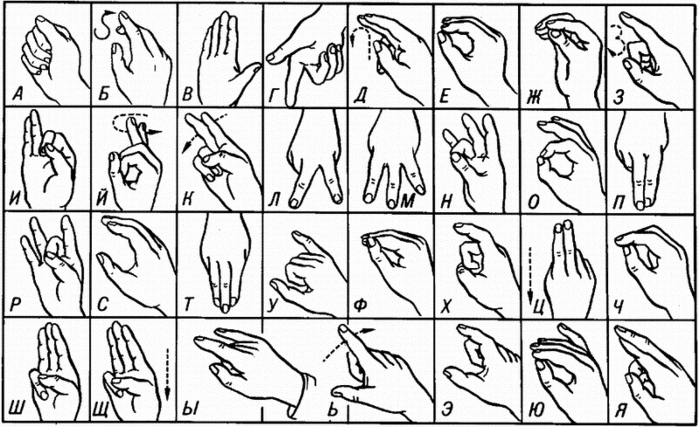 А Б В Г Д Е Ж З
И Й К Л М Н О П
Р С Т У Ф Х Ц Ч
Ш Щ Ы Ь Э Ю Я